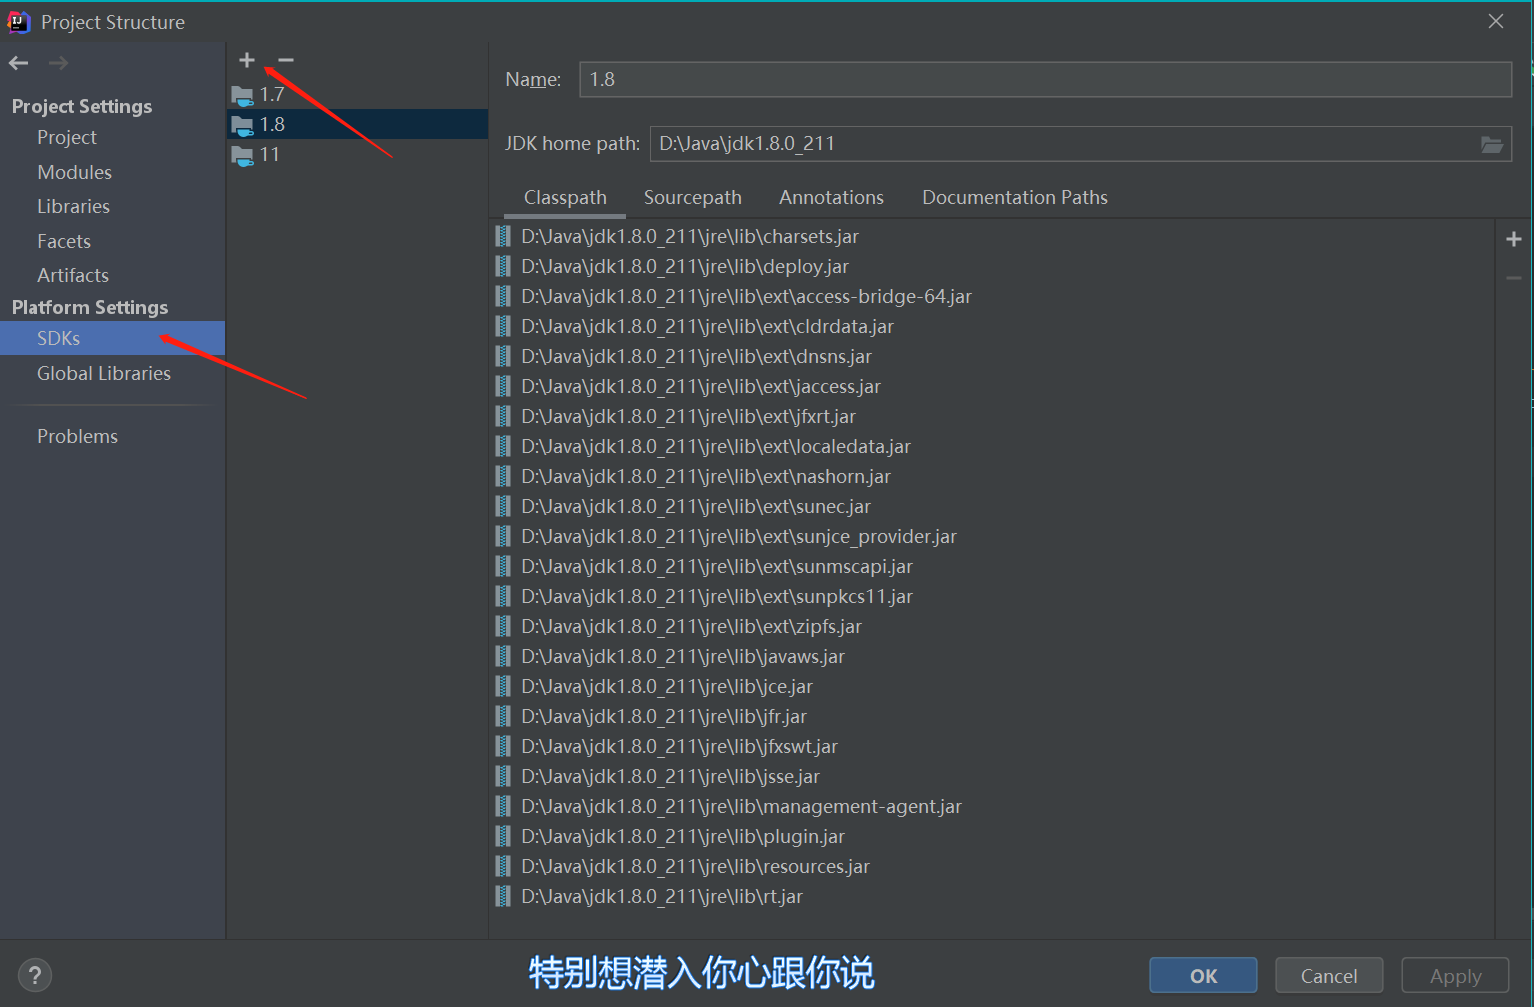 Project Structure
Project Settings
Project
Modules
Libraries
Facets
Artifacts
Platform Settings
SDKs
Global Libraries
Problems
1.7
1.8
11
Name: 1.8
JDK home path: D:\Java\jdk1.8.0_211
Classpath Sourcepath Annotations Documentation Paths
D:\Java\jdk1.8.0_211\jre\lib\charsets.jar
D:\Java\jdk1.8.0_211\jre\lib\deploy.jar
D:\Java\jdk1.8.0_211\jre\lib\ext\access-bridge-64.jar
D:\Java\jdk1.8.0_211\jre\lib\ext\cldrdata.jar
D:\Java\jdk1.8.0_211\jre\lib\ext\dnsns.jar
D:\Java\jdk1.8.0_211\jre\lib\ext\jaccess.jar
D:\Java\jdk1.8.0_211\jre\lib\ext\jfxrt.jar
D:\Java\jdk1.8.0_211\jre\lib\ext\localedata.jar
D:\Java\jdk1.8.0_211\jre\lib\ext\nashorn.jar
D:\Java\jdk1.8.0_211\jre\lib\ext\sunec.jar
D:\Java\jdk1.8.0_211\jre\lib\ext\sunjce_provider.jar
D:\Java\jdk1.8.0_211\jre\lib\ext\sunmscapi.jar
D:\Java\jdk1.8.0_211\jre\lib\ext\sunpkcs11.jar
D:\Java\jdk1.8.0_211\jre\lib\ext\zipfs.jar
D:\Java\jdk1.8.0_211\jre\lib\javaws.jar
D:\Java\jdk1.8.0_211\jre\lib\jce.jar
D:\Java\jdk1.8.0_211\jre\lib\jfr.jar
D:\Java\jdk1.8.0_211\jre\lib\jfxswt.jar
D:\Java\jdk1.8.0_211\jre\lib\jsse.jar
D:\Java\jdk1.8.0_211\jre\lib\management-agent.jar
D:\Java\jdk1.8.0_211\jre\lib\plugin.jar
D:\Java\jdk1.8.0_211\jre\lib\resources.jar
D:\Java\jdk1.8.0_211\jre\lib\rt.jar
?
特别想潜入你心跟你说
OK Cancel Apply